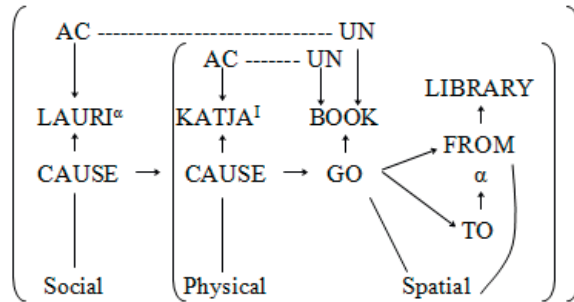 AC ---------------------------- UN
AC ------- UN
LIBRARY
LAURIα KATJAI BOOK
FROM
CAUSE CAUSE GO α
TO
Social Physical Spatial